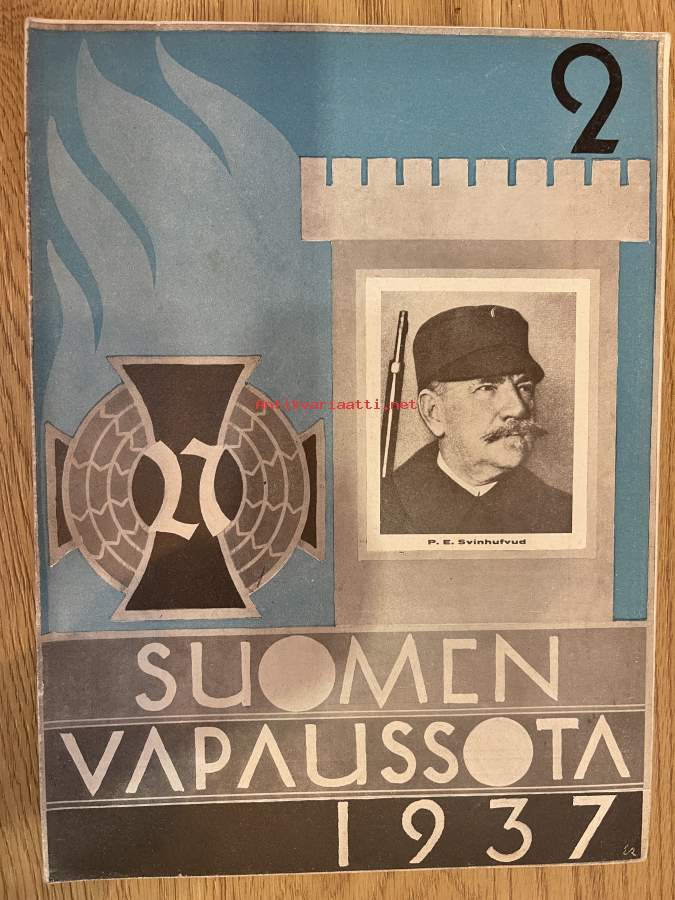 2
Antikvariaatti.net
P. E. Svinhufvud
SUOMEN
VAPAUSSOTA
1937